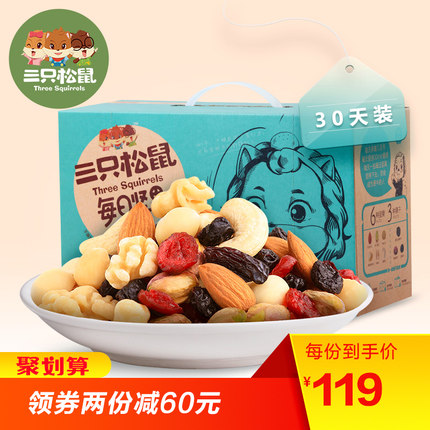 三只松鼠
Three Squirrels
30天装
三只松鼠
Three Squirrels
每日坚果
聚划算
领券两份减60元
每份到手价
¥119